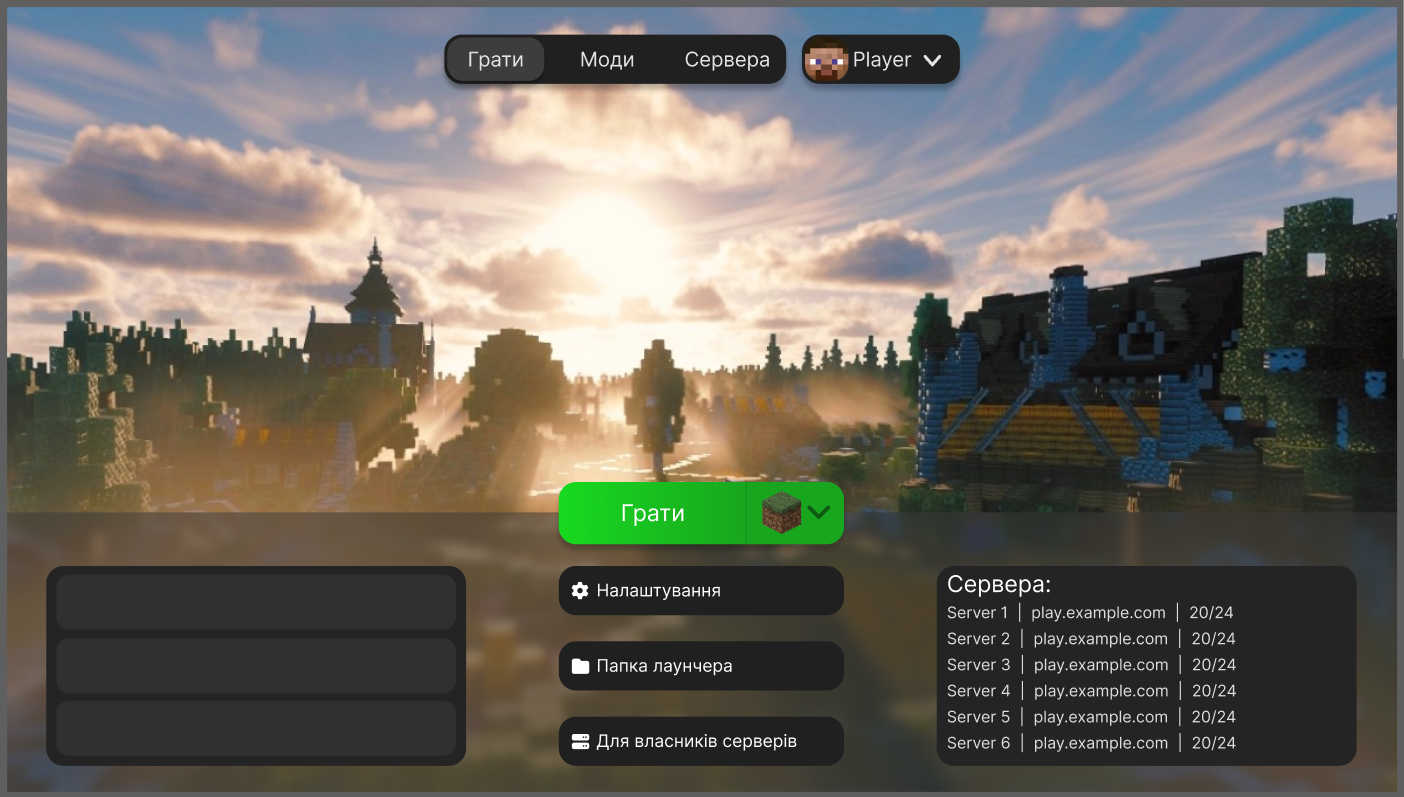 Грати Моди Сервера Player
Грати
Налаштування
Папка лаунчера
Для власників серверів
Сервера:
Server 1 | play.example.com | 20/24
Server 2 | play.example.com | 20/24
Server 3 | play.example.com | 20/24
Server 4 | play.example.com | 20/24
Server 5 | play.example.com | 20/24
Server 6 | play.example.com | 20/24